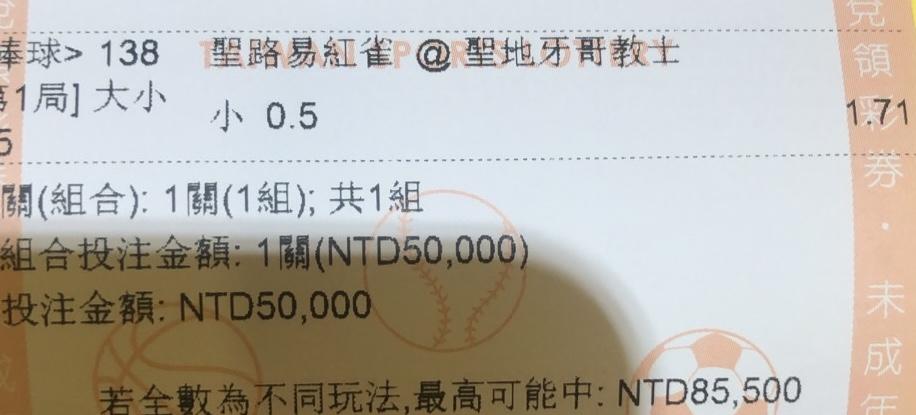 棒球> 138 聖路易紅雀 @ 聖地牙哥教士
第1局] 大小
小 0.5 1.71
5
關(組合): 1關(1組); 共1組
組合投注金額: 1關(NTD50,000)
投注金額: NTD50,000
若全數為不同玩法,最高可能中: NTD85,500
兌領彩券・未成年